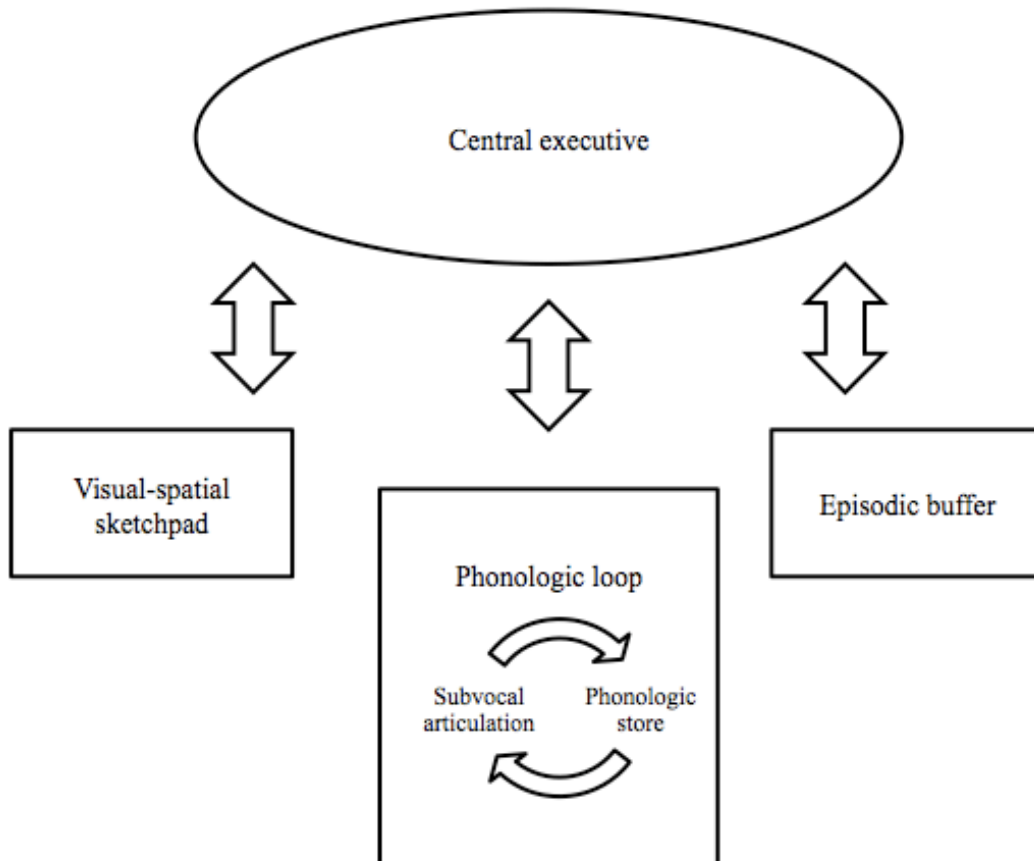 Central executive
Visual-spatial
sketchpad
Phonologic loop
Subvocal
articulation
Phonologic
store
Episodic buffer